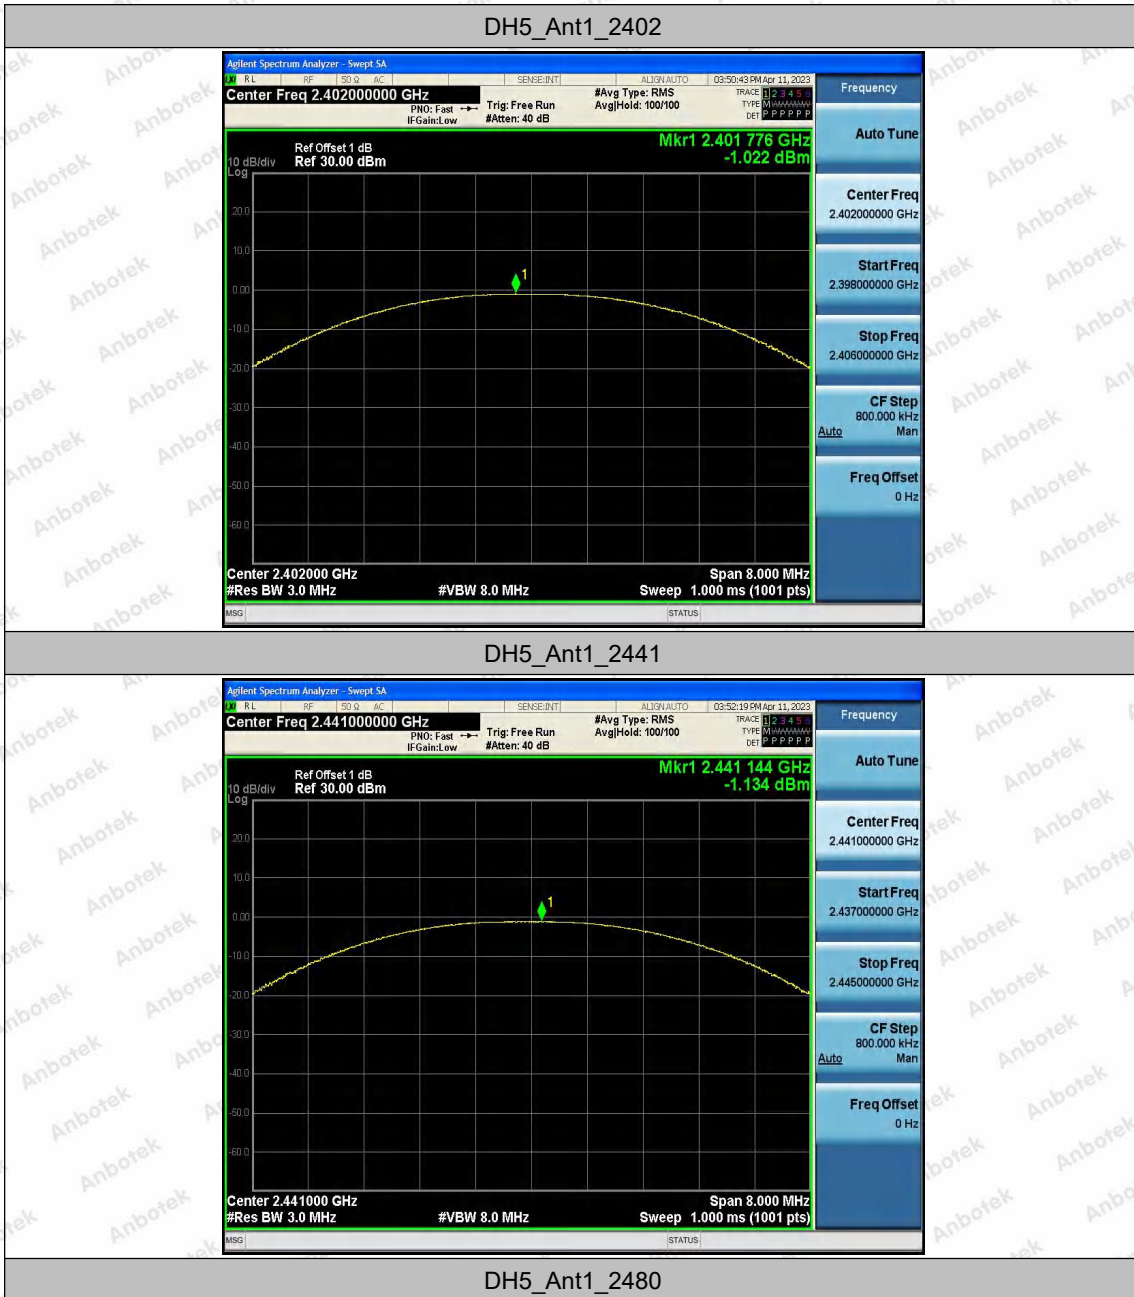 DH5_Ant1_2402
Agilent Spectrum Analyzer - Swept SA
RL RF 50 Ω AC SENSE:INT ALIGN AUTO 03:50:43 PM Apr 11, 2023
Center Freq 2.402000000 GHz
PNO: Fast
IFGain:Low
Trig: Free Run
#Atten: 40 dB
#Avg Type: RMS
Avg|Hold: 100/100
TRACE 1 2 3 4 5 6
TYPE M
DET P P P P P P
Frequency
Mkr1 2.401 776 GHz
-1.022 dBm
Ref Offset 1 dB
10 dB/div Ref 30.00 dBm
Log
20.0
10.0
0.00
-10.0
-20.0
-30.0
-40.0
-50.0
-60.0
1
Center 2.402000 GHz Span 8.000 MHz
#Res BW 3.0 MHz #VBW 8.0 MHz Sweep 1.000 ms (1001 pts)
MSG STATUS
Auto Tune
Center Freq
2.402000000 GHz
Start Freq
2.398000000 GHz
Stop Freq
2.406000000 GHz
CF Step
800.000 kHz
Auto Man
Freq Offset
0 Hz
DH5_Ant1_2441
Agilent Spectrum Analyzer - Swept SA
RL RF 50 Ω AC SENSE:INT ALIGN AUTO 03:52:19 PM Apr 11, 2023
Center Freq 2.441000000 GHz
PNO: Fast
IFGain:Low
Trig: Free Run
#Atten: 40 dB
#Avg Type: RMS
Avg|Hold: 100/100
TRACE 1 2 3 4 5 6
TYPE M
DET P P P P P P
Frequency
Mkr1 2.441 144 GHz
-1.134 dBm
Ref Offset 1 dB
10 dB/div Ref 30.00 dBm
Log
20.0
10.0
0.00
-10.0
-20.0
-30.0
-40.0
-50.0
-60.0
1
Center 2.441000 GHz Span 8.000 MHz
#Res BW 3.0 MHz #VBW 8.0 MHz Sweep 1.000 ms (1001 pts)
MSG STATUS
Auto Tune
Center Freq
2.441000000 GHz
Start Freq
2.437000000 GHz
Stop Freq
2.445000000 GHz
CF Step
800.000 kHz
Auto Man
Freq Offset
0 Hz
DH5_Ant1_2480
Anbotek